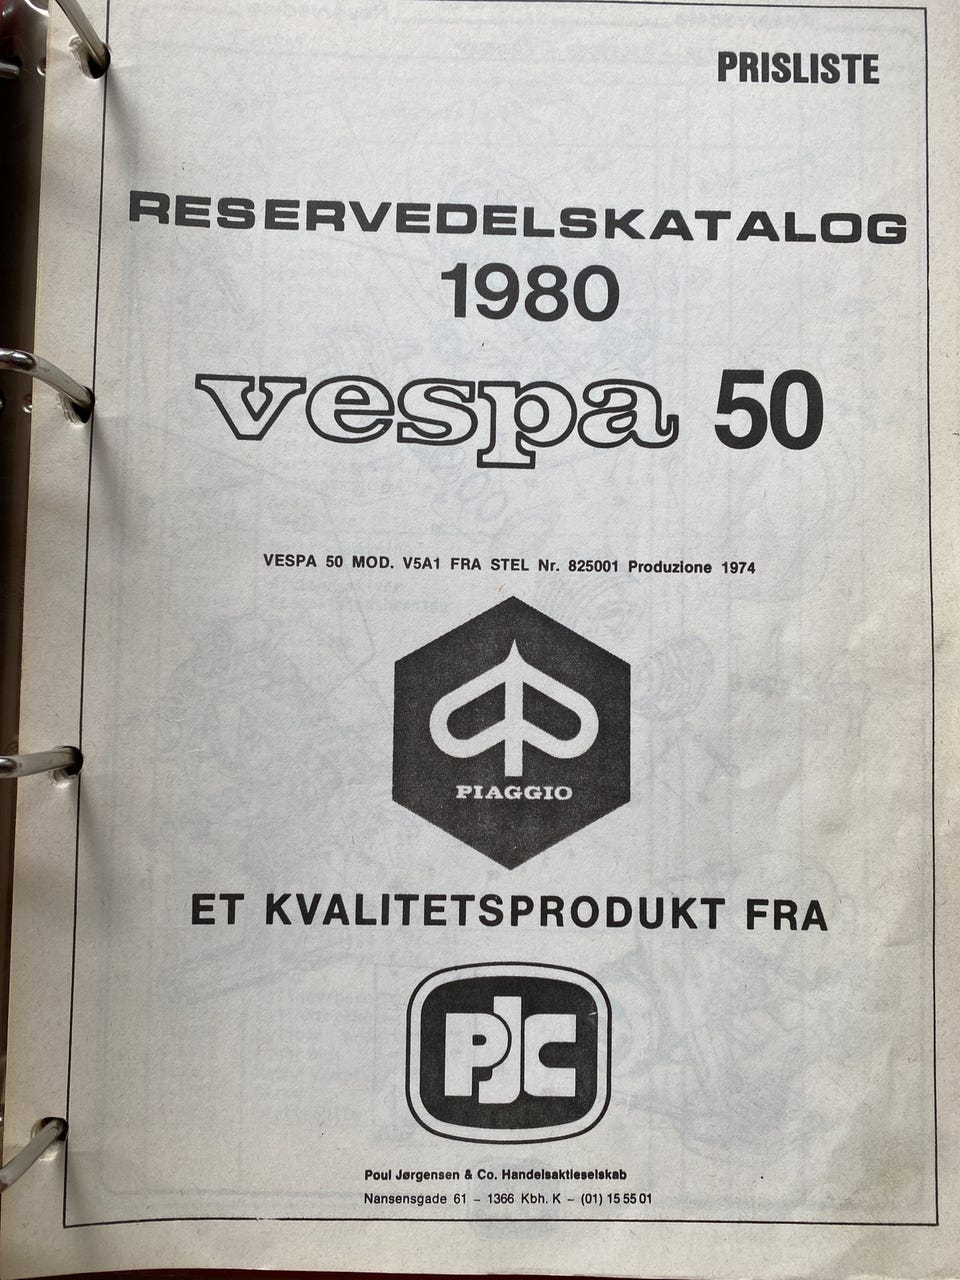 PRISLISTE
RESERVEDELSKATALOG
1980
vespa 50
VESPA 50 MOD. V5A1 FRA STEL Nr. 825001 Produzione 1974
PIAGGIO
ET KVALITETSPRODUKT FRA
PJC
Poul Jørgensen & Co. Handelsaktieselskab
Nansensgade 61 – 1366 Kbh. K – (01) 15 55 01